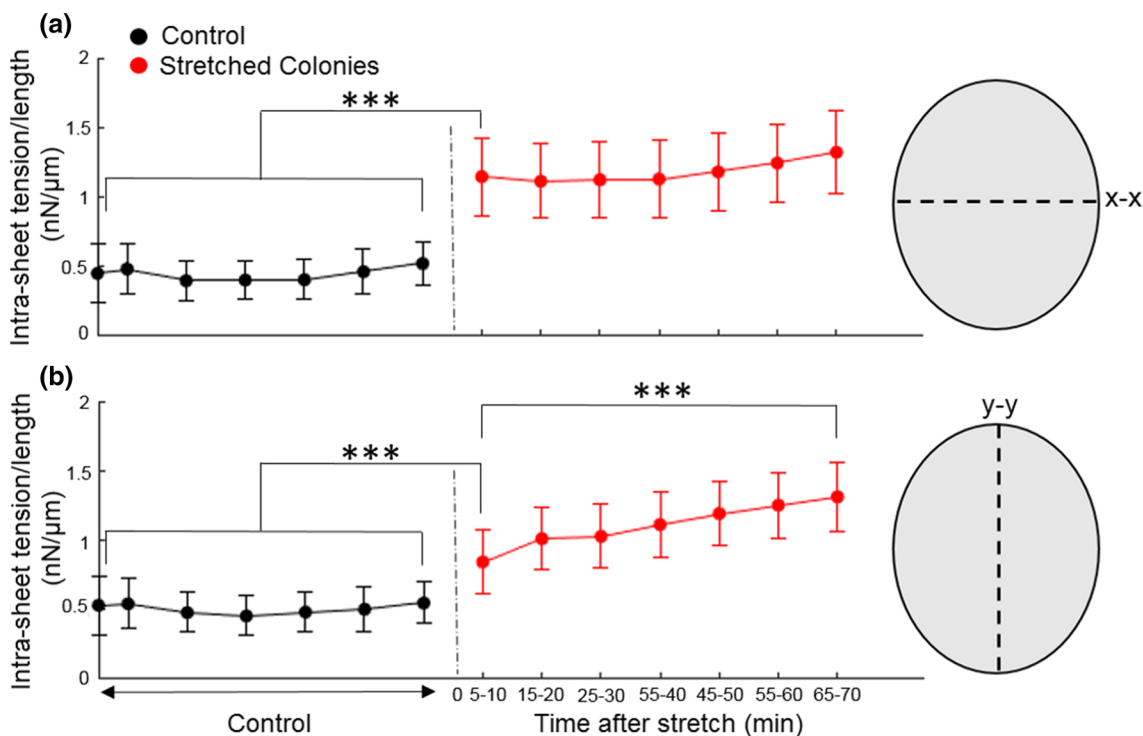 (a)
Control
Stretched Colonies
Intra-sheet tension/length
(nN/µm)
2
1.5
1
0.5
0
***
x-x
(b)
Intra-sheet tension/length
(nN/µm)
2
1.5
1
0.5
0
***
***
y-y
0 5-10 15-20 25-30 55-40 45-50 55-60 65-70
Control
Time after stretch (min)